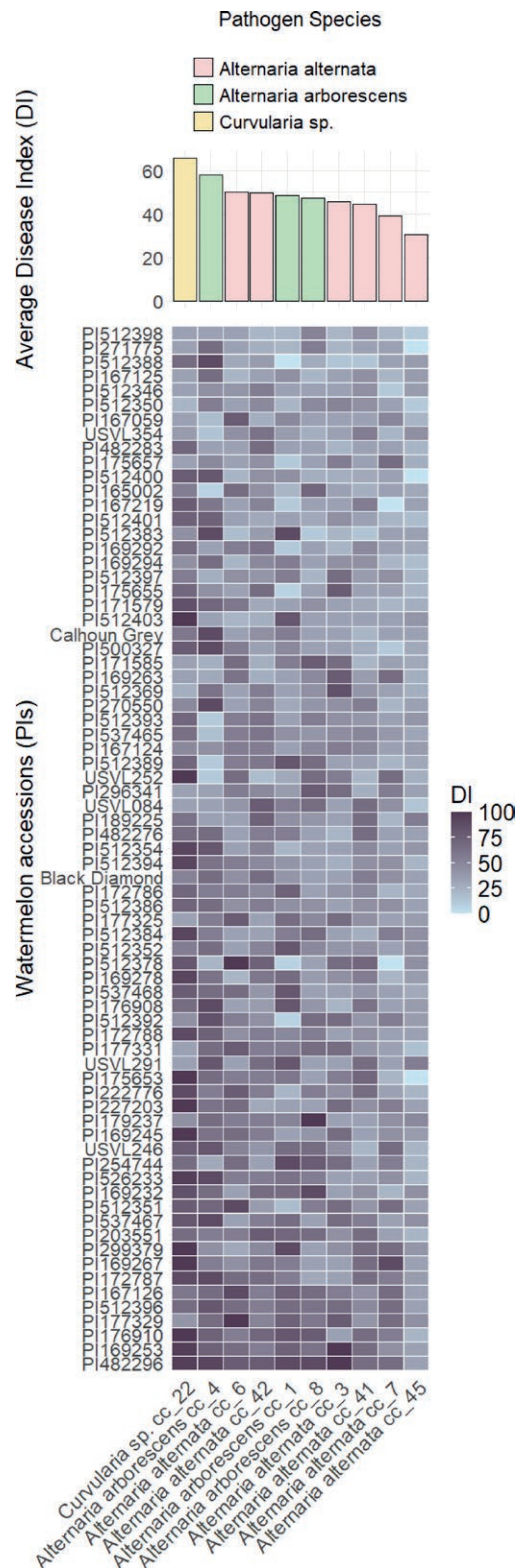 Pathogen Species
Alternaria alternata
Alternaria arborescens
Curvularia sp.
Average Disease Index (DI)
60
40
20
0
Watermelon accessions (PIs)
PI512398
PI271775
PI512388
PI167125
PI512346
PI512350
PI167059
USVL354
PI482283
PI175657
PI512400
PI165002
PI167219
PI512401
PI512383
PI169292
PI169294
PI512397
PI175655
PI171579
PI512403
Calhoun Grey
PI500327
PI171585
PI169263
PI512369
PI270550
PI512393
PI537465
PI167124
PI512389
USVL252
PI296341
USVL084
PI189225
PI482276
PI512354
PI512394
Black Diamond
PI172786
PI512386
PI177325
PI512384
PI512352
PI512378
PI169278
PI537468
PI176908
PI512392
PI172788
PI177331
USVL291
PI175653
PI222776
PI227203
PI179237
PI169245
USVL246
PI254744
PI526233
PI169232
PI512351
PI537467
PI203551
PI299379
PI169267
PI172787
PI167126
PI512396
PI177329
PI176910
PI169253
PI482296
DI
100
75
50
25
0
Curvularia sp. cc_22
Alternaria arborescens cc_4
Alternaria alternata cc_6
Alternaria alternata cc_42
Alternaria arborescens cc_1
Alternaria arborescens cc_8
Alternaria alternata cc_3
Alternaria alternata cc_41
Alternaria alternata cc_7
Alternaria alternata cc_45